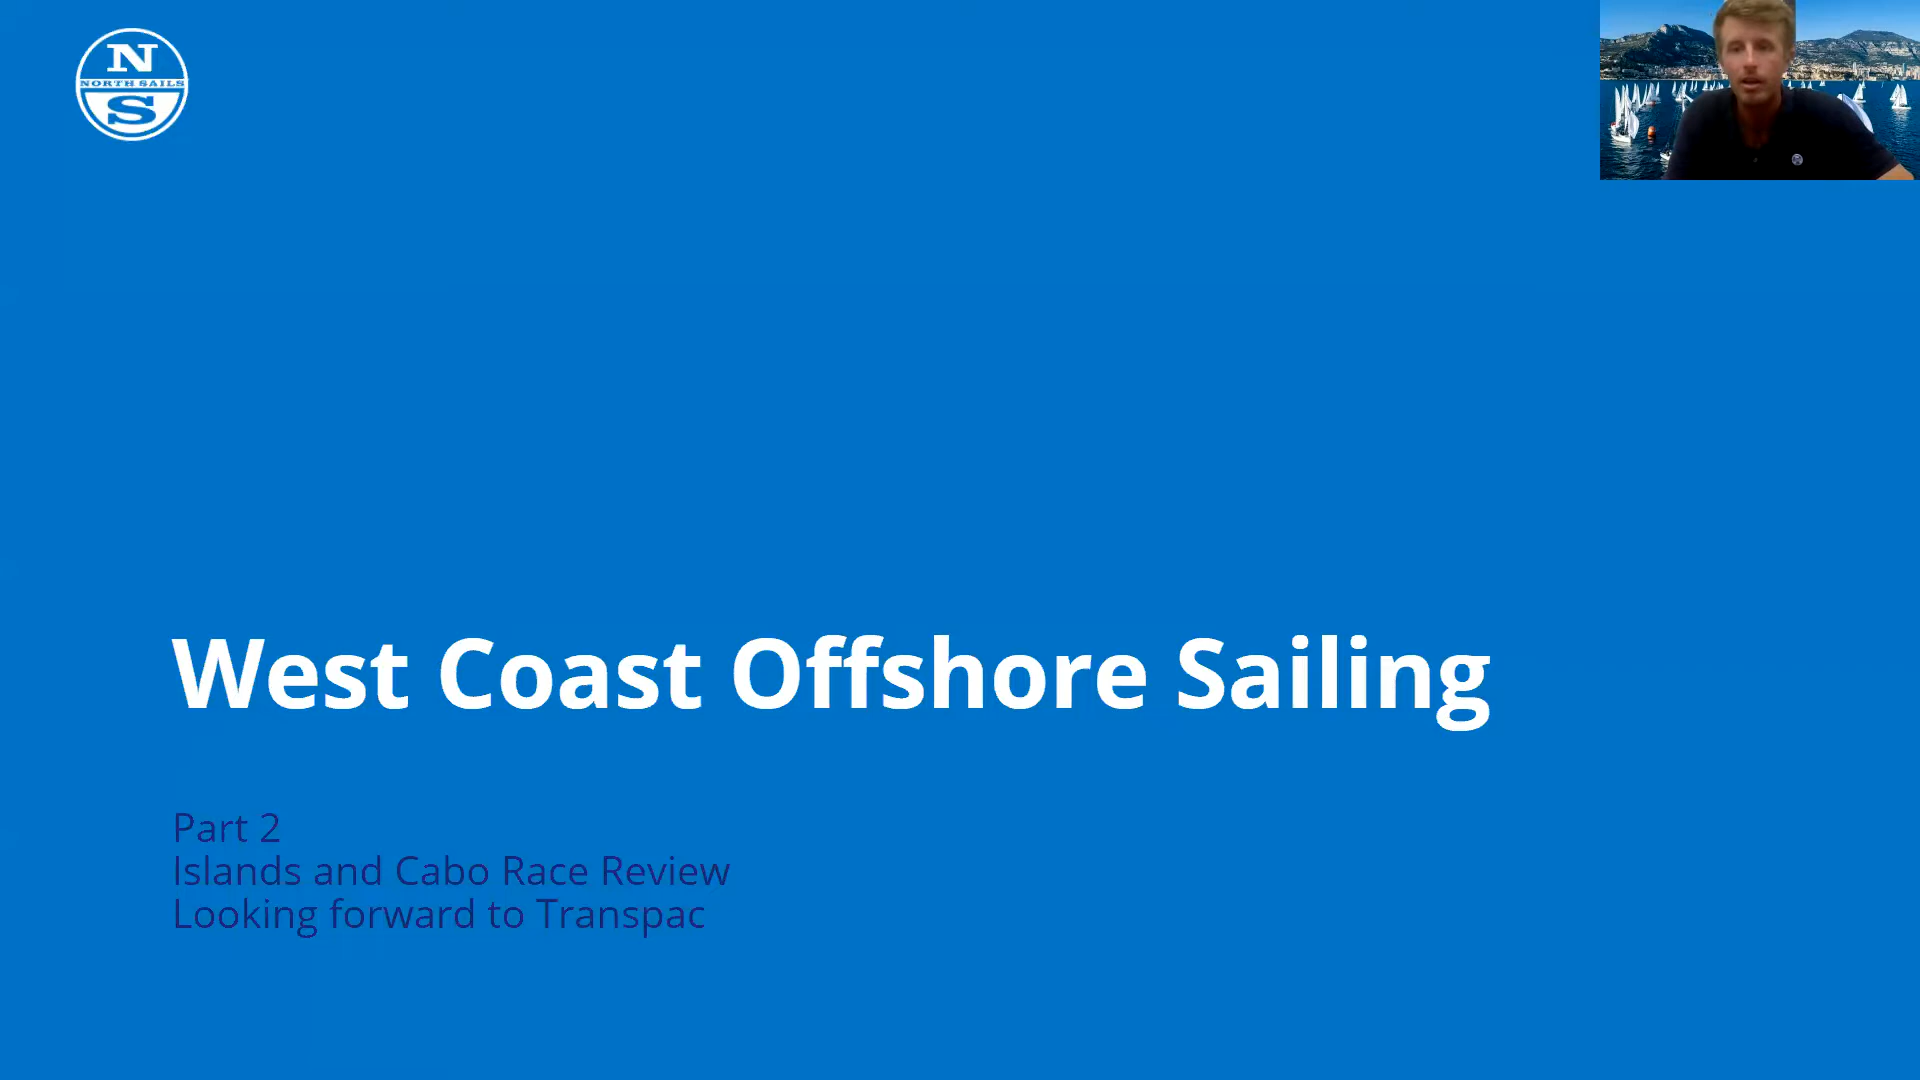 N
NORTH SAILS
S
West Coast Offshore Sailing
Part 2
Islands and Cabo Race Review
Looking forward to Transpac